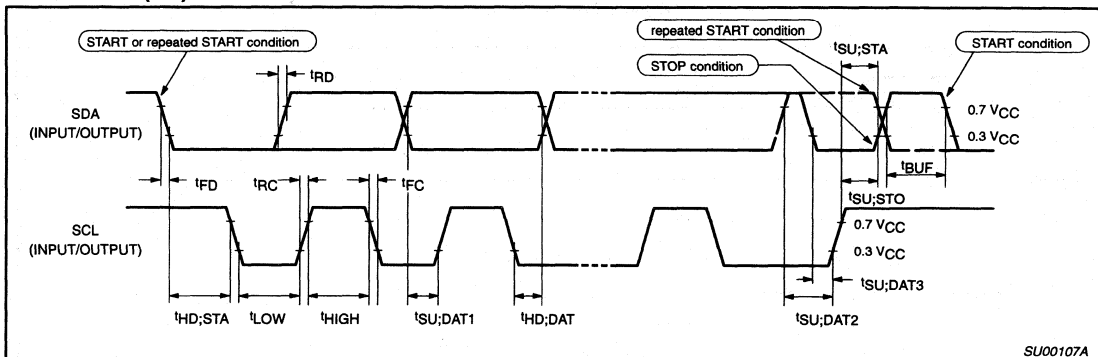 START or repeated START condition
repeated START condition
tSU;STA
START condition
STOP condition
tRD
SDA
(INPUT/OUTPUT)
0.7 VCC
0.3 VCC
tFD
tRC
tFC
tBUF
tSU;STO
SCL
(INPUT/OUTPUT)
0.7 VCC
0.3 VCC
tSU;DAT3
tHD;STA
tLOW
tHIGH
tSU;DAT1
tHD;DAT
tSU;DAT2
SU00107A